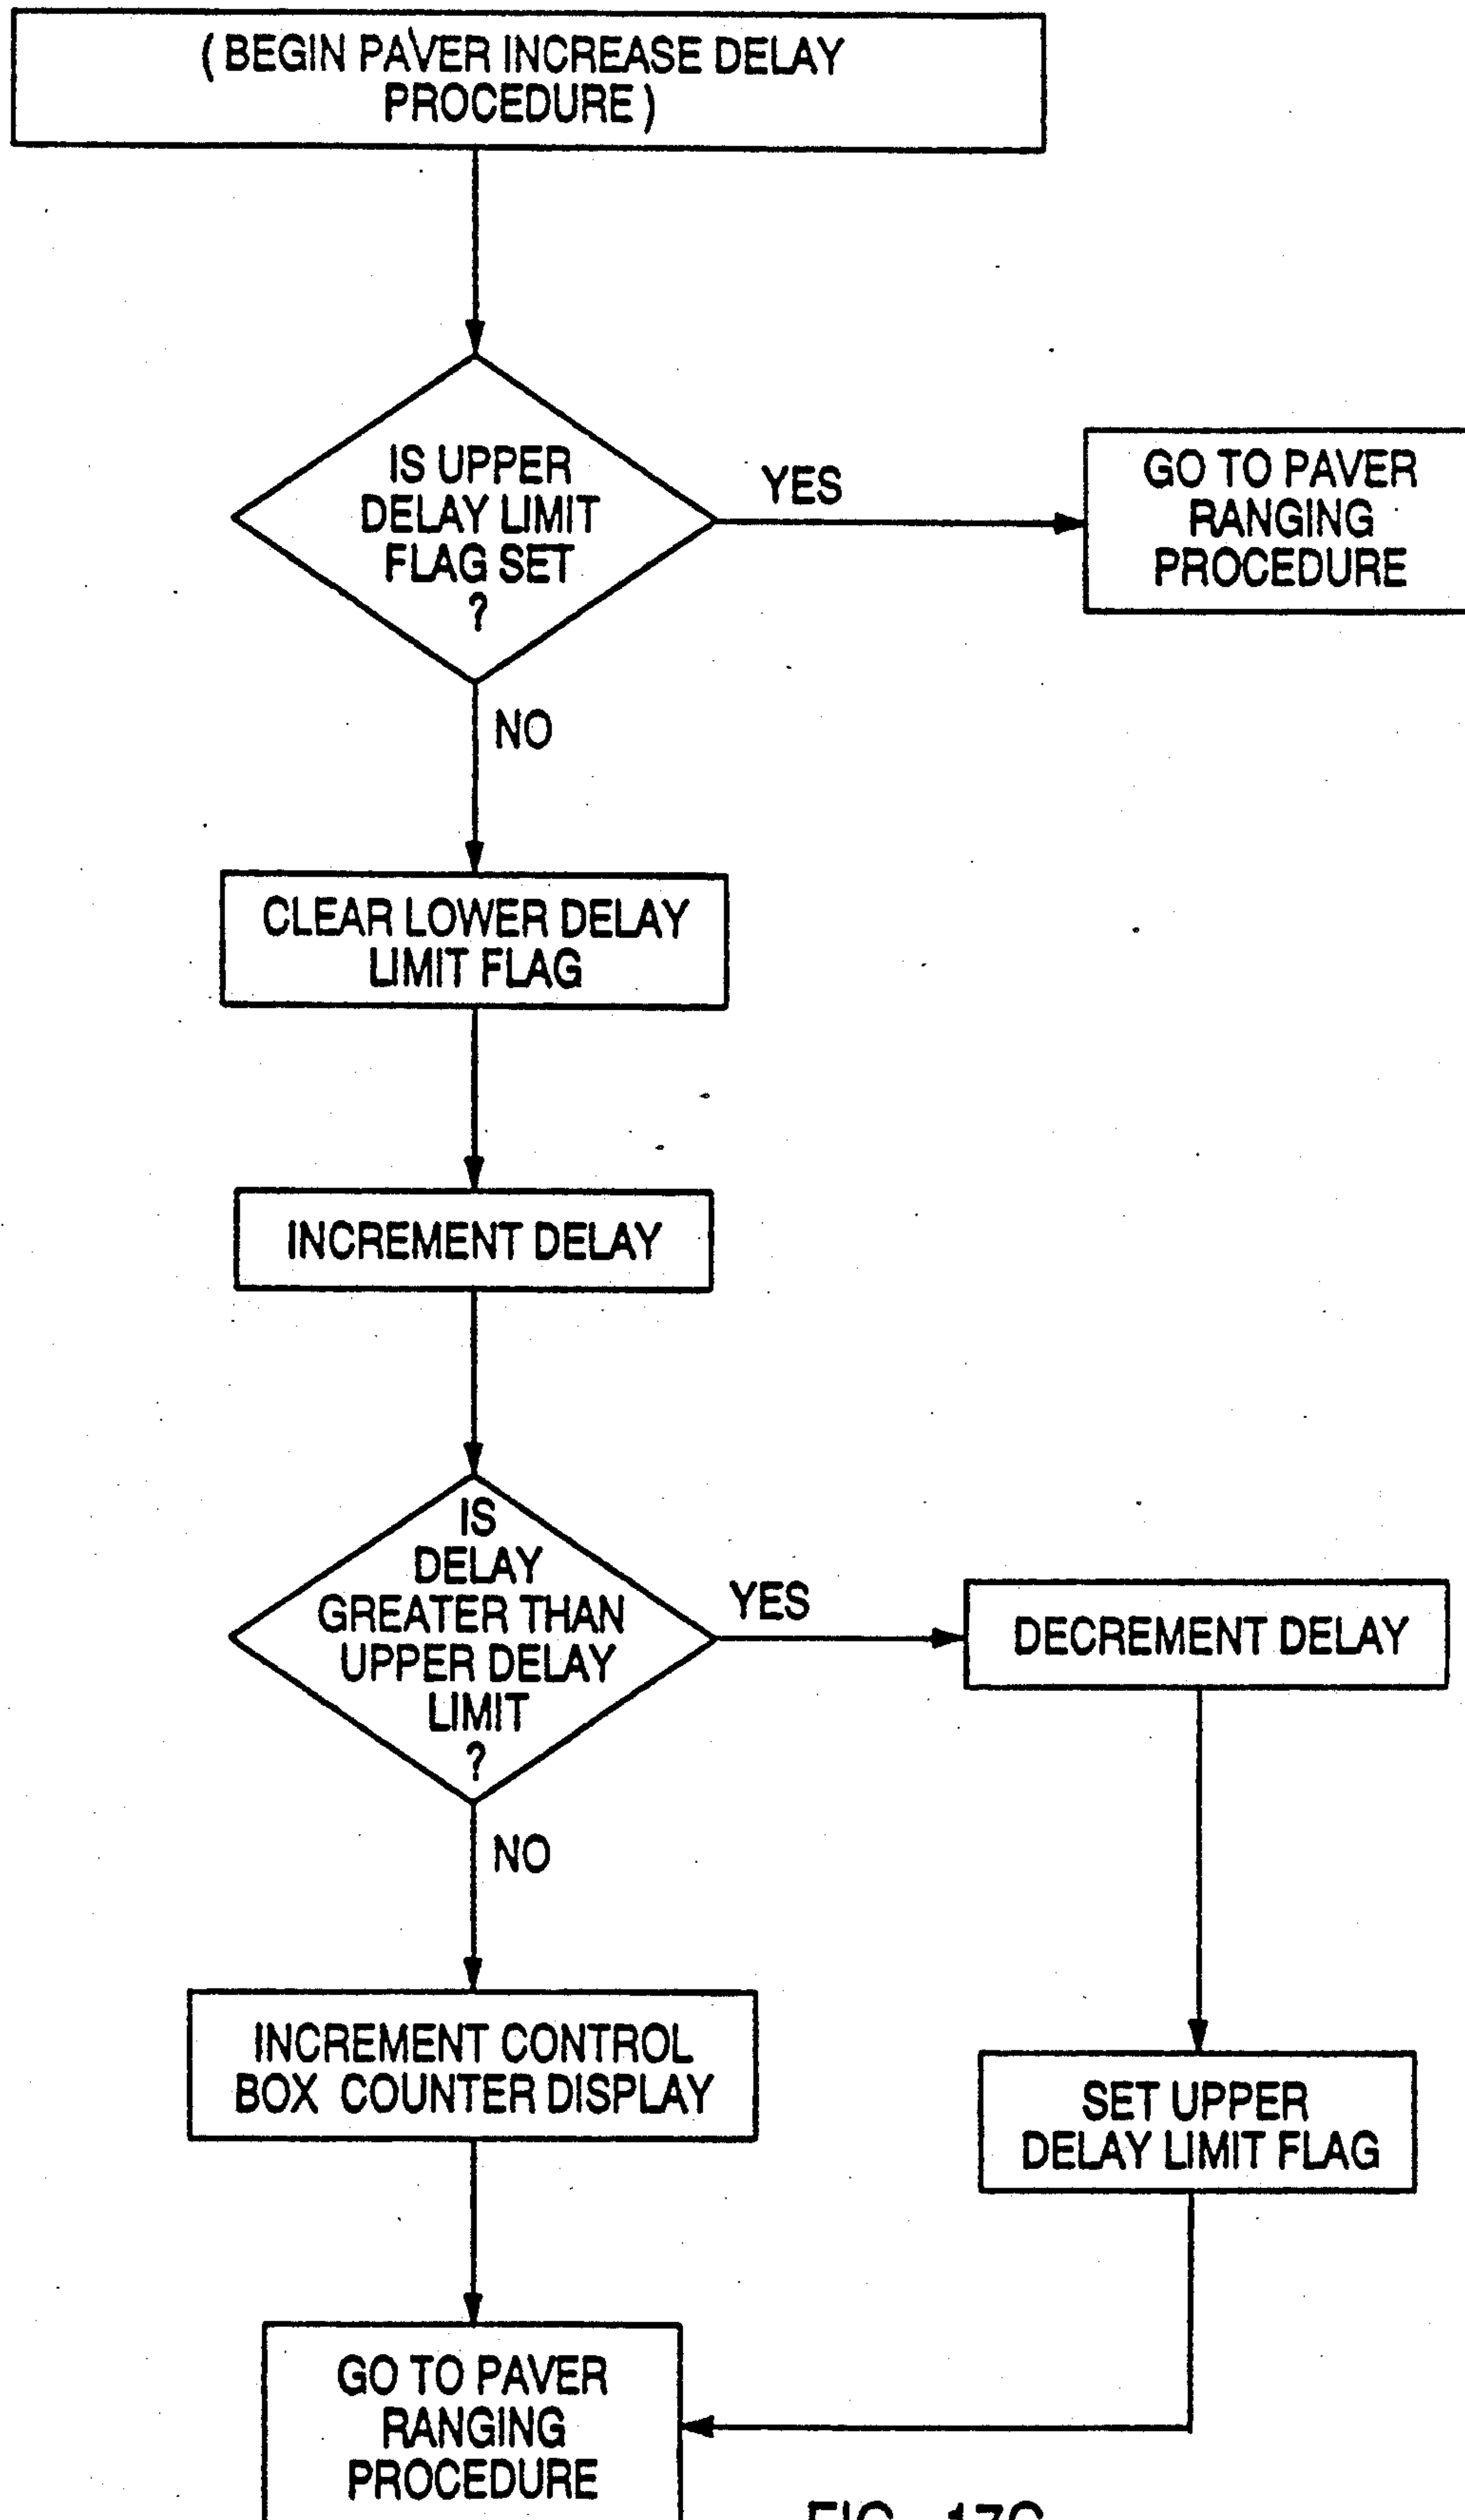 ( BEGIN PAVER INCREASE DELAY
PROCEDURE )
IS UPPER
DELAY LIMIT
FLAG SET
?
YES
GO TO PAVER
RANGING
PROCEDURE
NO
CLEAR LOWER DELAY
LIMIT FLAG
INCREMENT DELAY
IS
DELAY
GREATER THAN
UPPER DELAY
LIMIT
?
YES
DECREMENT DELAY
NO
INCREMENT CONTROL
BOX COUNTER DISPLAY
SET UPPER
DELAY LIMIT FLAG
GO TO PAVER
RANGING
PROCEDURE